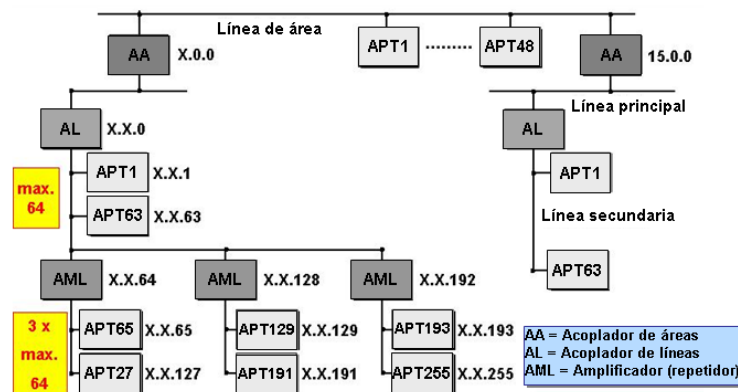 Línea de área
AA X.0.0
APT1 ......... APT48
AA 15.0.0
Línea principal
AL X.X.0
AL
APT1 X.X.1
APT1
max. 64
APT63 X.X.63
Línea secundaria
APT63
AML X.X.64
AML X.X.128
AML X.X.192
3 x max. 64
APT65 X.X.65
APT129 X.X.129
APT193 X.X.193
APT27 X.X.127
APT191 X.X.191
APT255 X.X.255
AA = Acoplador de áreas
AL = Acoplador de líneas
AML = Amplificador (repetidor)